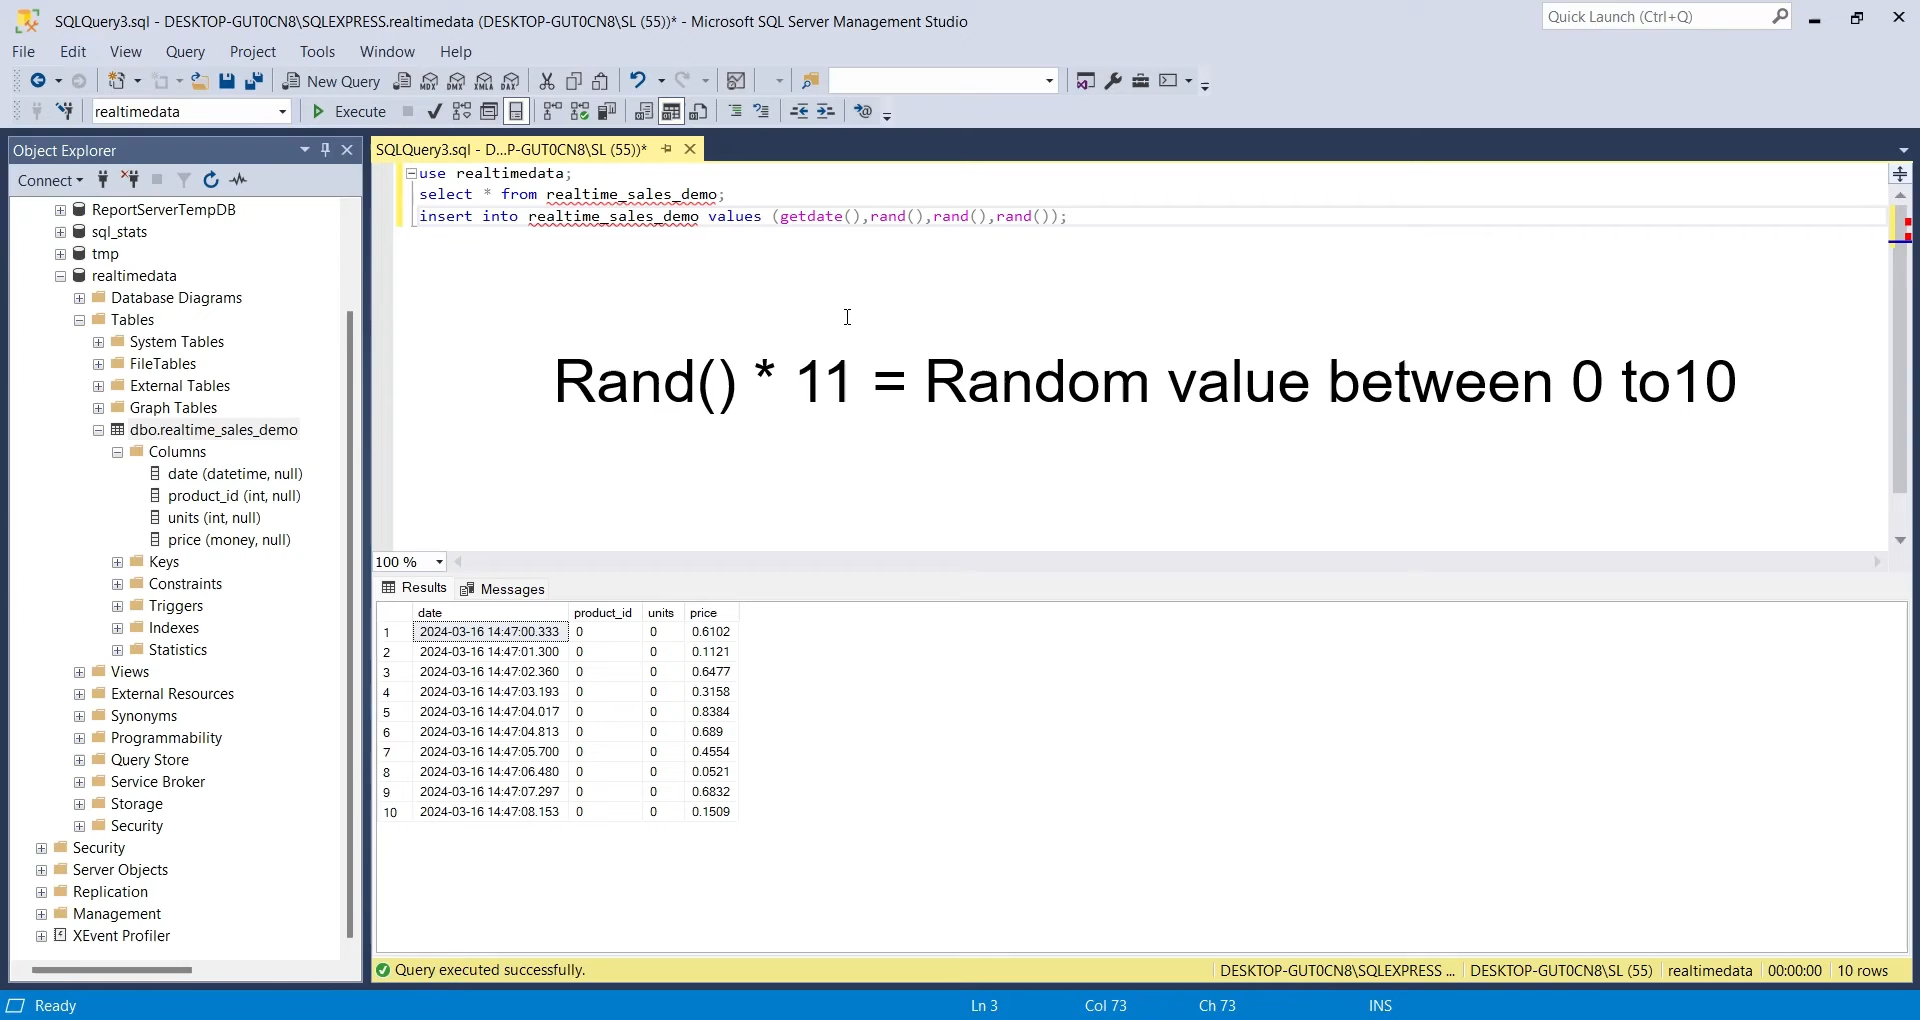 SQLQuery3.sql - DESKTOP-GUT0CN8\SQLEXPRESS.realtimedata (DESKTOP-GUT0CN8\SL (55))* - Microsoft SQL Server Management Studio
Quick Launch (Ctrl+Q)
File Edit View Query Project Tools Window Help
New Query
MDX DMX XMLA DAX
realtimedata
Execute
Object Explorer
SQLQuery3.sql - D...P-GUT0CN8\SL (55))*
Connect
ReportServerTempDB
sql_stats
tmp
realtimedata
Database Diagrams
Tables
System Tables
FileTables
External Tables
Graph Tables
dbo.realtime_sales_demo
Columns
date (datetime, null)
product_id (int, null)
units (int, null)
price (money, null)
Keys
Constraints
Triggers
Indexes
Statistics
Views
External Resources
Synonyms
Programmability
Query Store
Service Broker
Storage
Security
Security
Server Objects
Replication
Management
XEvent Profiler
use realtimedata;
select * from realtime_sales_demo;
insert into realtime_sales_demo values (getdate(),rand(),rand(),rand());
Rand() * 11 = Random value between 0 to10
100 %
Results Messages
date product_id units price
1 2024-03-16 14:47:00.333 0 0 0.6102
2 2024-03-16 14:47:01.300 0 0 0.1121
3 2024-03-16 14:47:02.360 0 0 0.6477
4 2024-03-16 14:47:03.193 0 0 0.3158
5 2024-03-16 14:47:04.017 0 0 0.8384
6 2024-03-16 14:47:04.813 0 0 0.689
7 2024-03-16 14:47:05.700 0 0 0.4554
8 2024-03-16 14:47:06.480 0 0 0.0521
9 2024-03-16 14:47:07.297 0 0 0.6832
10 2024-03-16 14:47:08.153 0 0 0.1509
Query executed successfully.
DESKTOP-GUT0CN8\SQLEXPRESS ... DESKTOP-GUT0CN8\SL (55) realtimedata 00:00:00 10 rows
Ready Ln 3 Col 73 Ch 73 INS